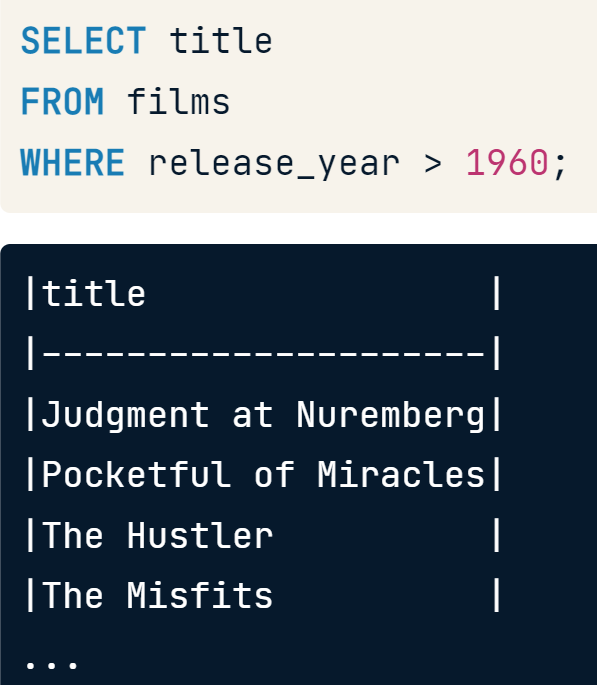 SELECT title
FROM films
WHERE release_year > 1960;
|title                |
|---------------------|
|Judgment at Nuremberg|
|Pocketful of Miracles|
|The Hustler          |
|The Misfits          |
...